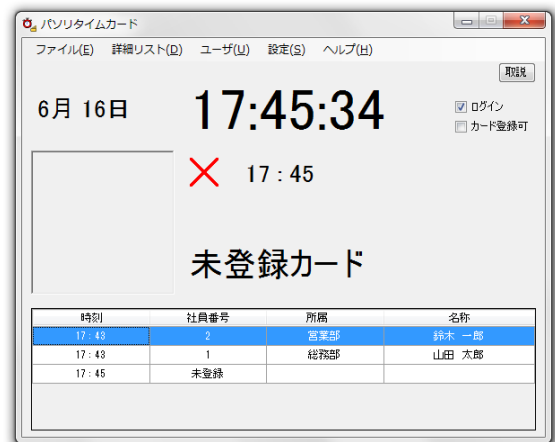 パソリタイムカード
ファイル(E) 詳細リスト(D) ユーザ(U) 設定(S) ヘルプ(H)
取説
6月 16日
17:45:34
ログイン
カード登録可
17 : 45
未登録カード
時刻 社員番号 所属 名称
17 : 43 2 営業部 鈴木 一郎
17 : 43 1 総務部 山田 太郎
17 : 45 未登録